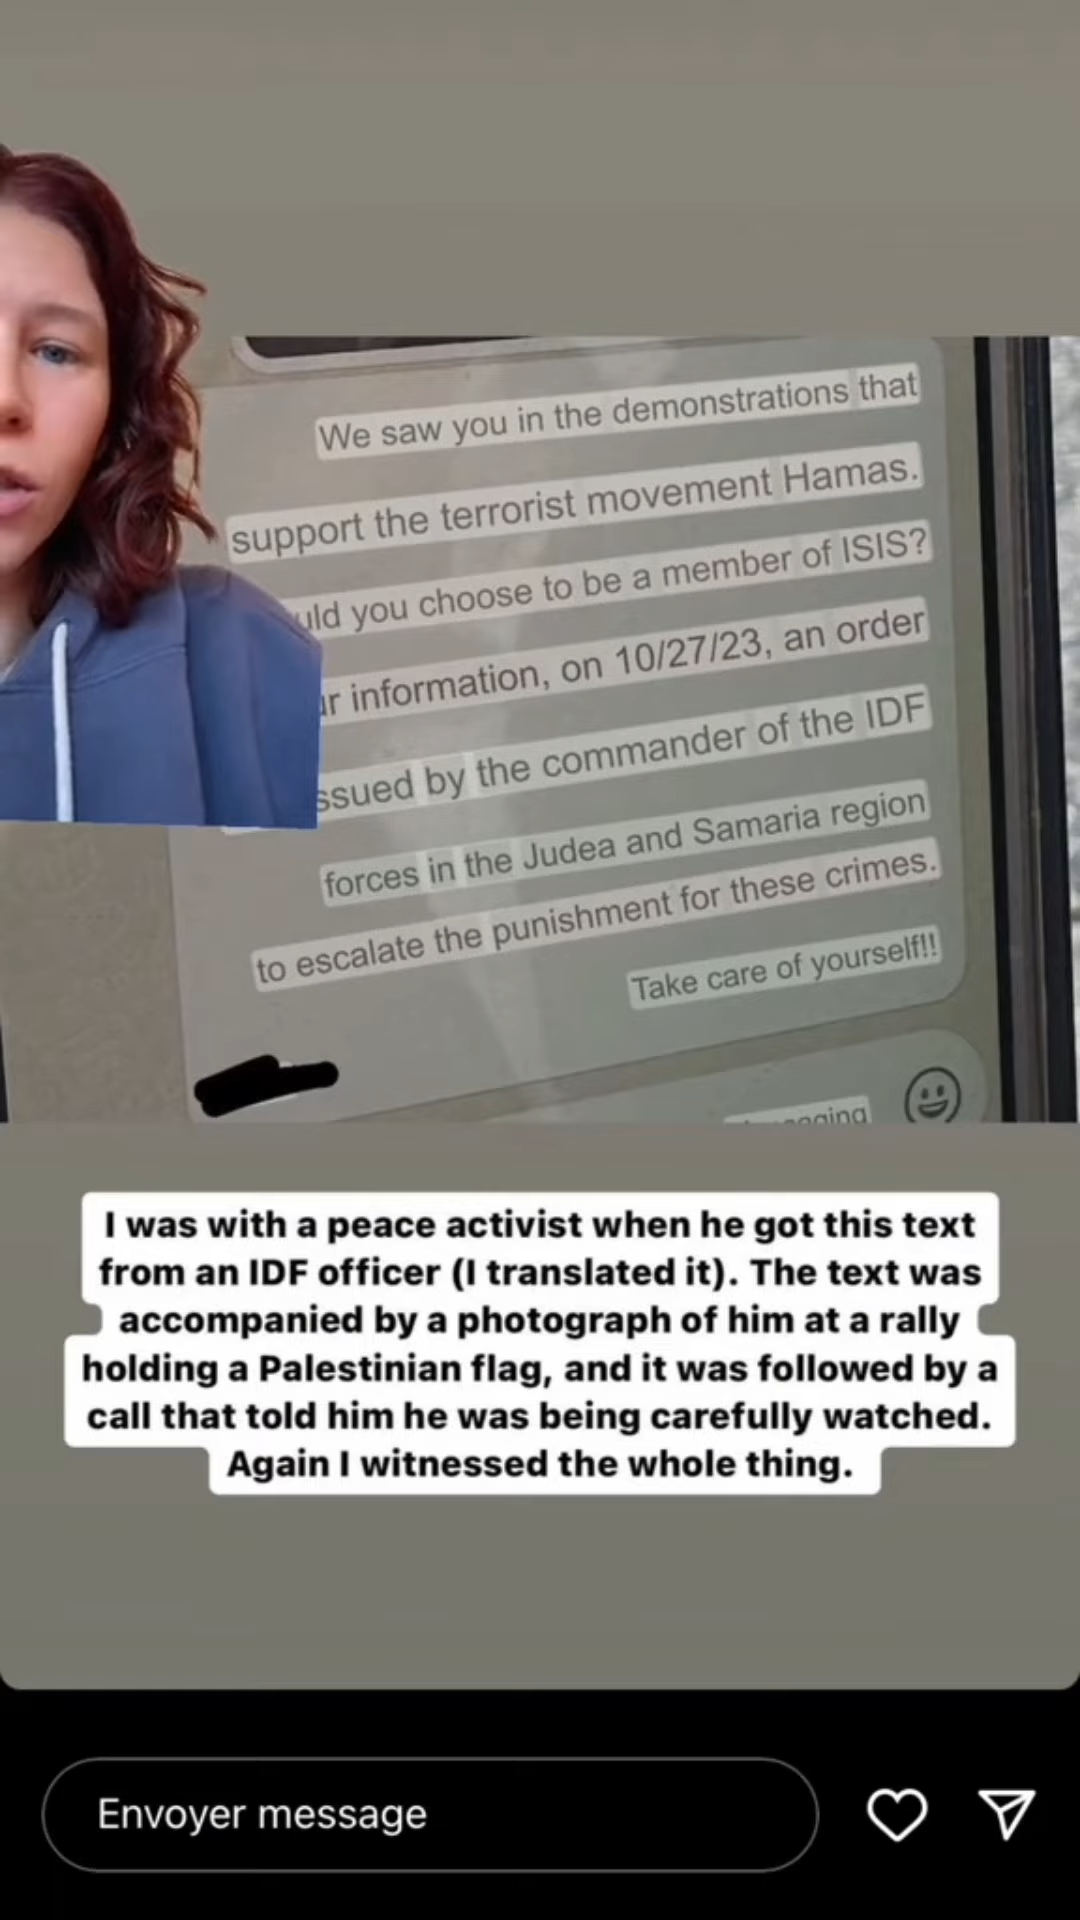 We saw you in the demonstrations that
support the terrorist movement Hamas.
you choose to be a member of ISIS?
information, on 10/27/23, an order
by the commander of the IDF
forces in the Judea and Samaria region
to escalate the punishment for these crimes.
Take care of yourself!!
I was with a peace activist when he got this text
from an IDF officer (I translated it). The text was
accompanied by a photograph of him at a rally
holding a Palestinian flag, and it was followed by a
call that told him he was being carefully watched.
Again I witnessed the whole thing.
Envoyer message